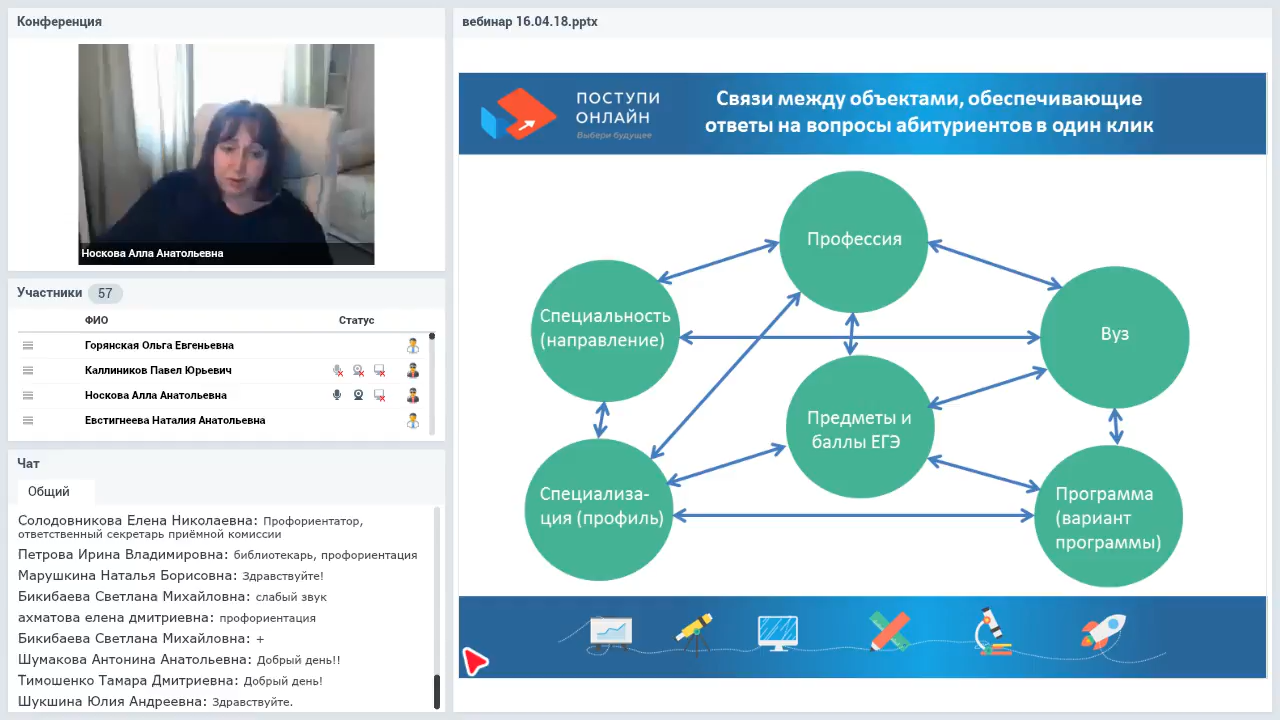 Конференция
Носкова Алла Анатольевна
Участники 57
ФИО Статус
Горянская Ольга Евгеньевна
Каллиников Павел Юрьевич
Носкова Алла Анатольевна
Евстигнеева Наталия Анатольевна
Чат
Общий
Солодовникова Елена Николаевна: Профориентатор,
ответственный секретарь приёмной комиссии
Петрова Ирина Владимировна: библиотекарь, профориентация
Марушкина Наталья Борисовна: Здравствуйте!
Бикибаева Светлана Михайловна: слабый звук
ахматова елена дмитриевна: профориентация
Бикибаева Светлана Михайловна: +
Шумакова Антонина Анатольевна: Добрый день!!
Тимошенко Тамара Дмитриевна: Добрый день!
Шукшина Юлия Андреевна: Здравствуйте.
вебинар 16.04.18.pptx
ПОСТУПИ
ОНЛАЙН
Выбери будущее
Связи между объектами, обеспечивающие
ответы на вопросы абитуриентов в один клик
Профессия
Специальность
(направление)
Вуз
Предметы и
баллы ЕГЭ
Специализа-
ция (профиль)
Программа
(вариант
программы)